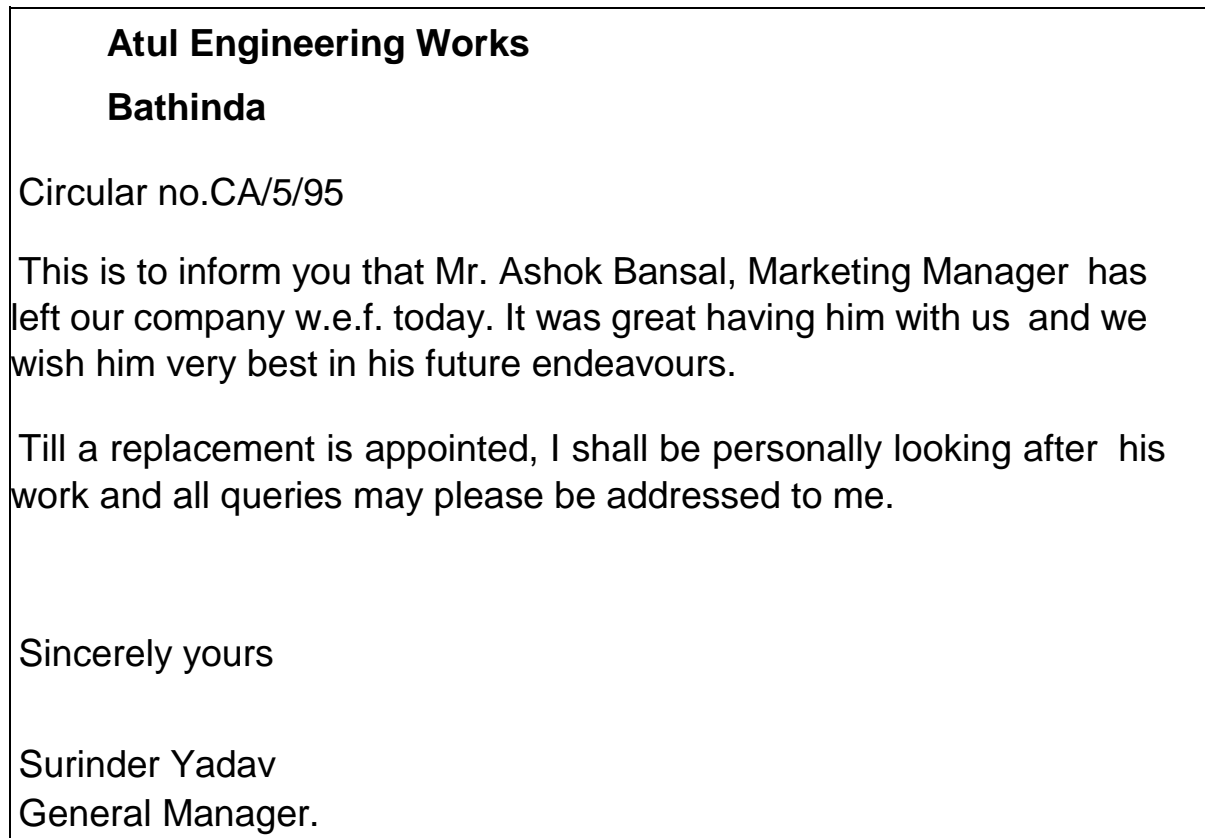 Atul Engineering Works
Bathinda
Circular no.CA/5/95
This is to inform you that Mr. Ashok Bansal, Marketing Manager has
left our company w.e.f. today. It was great having him with us and we
wish him very best in his future endeavours.
Till a replacement is appointed, I shall be personally looking after his
work and all queries may please be addressed to me.
Sincerely yours
Surinder Yadav
General Manager.